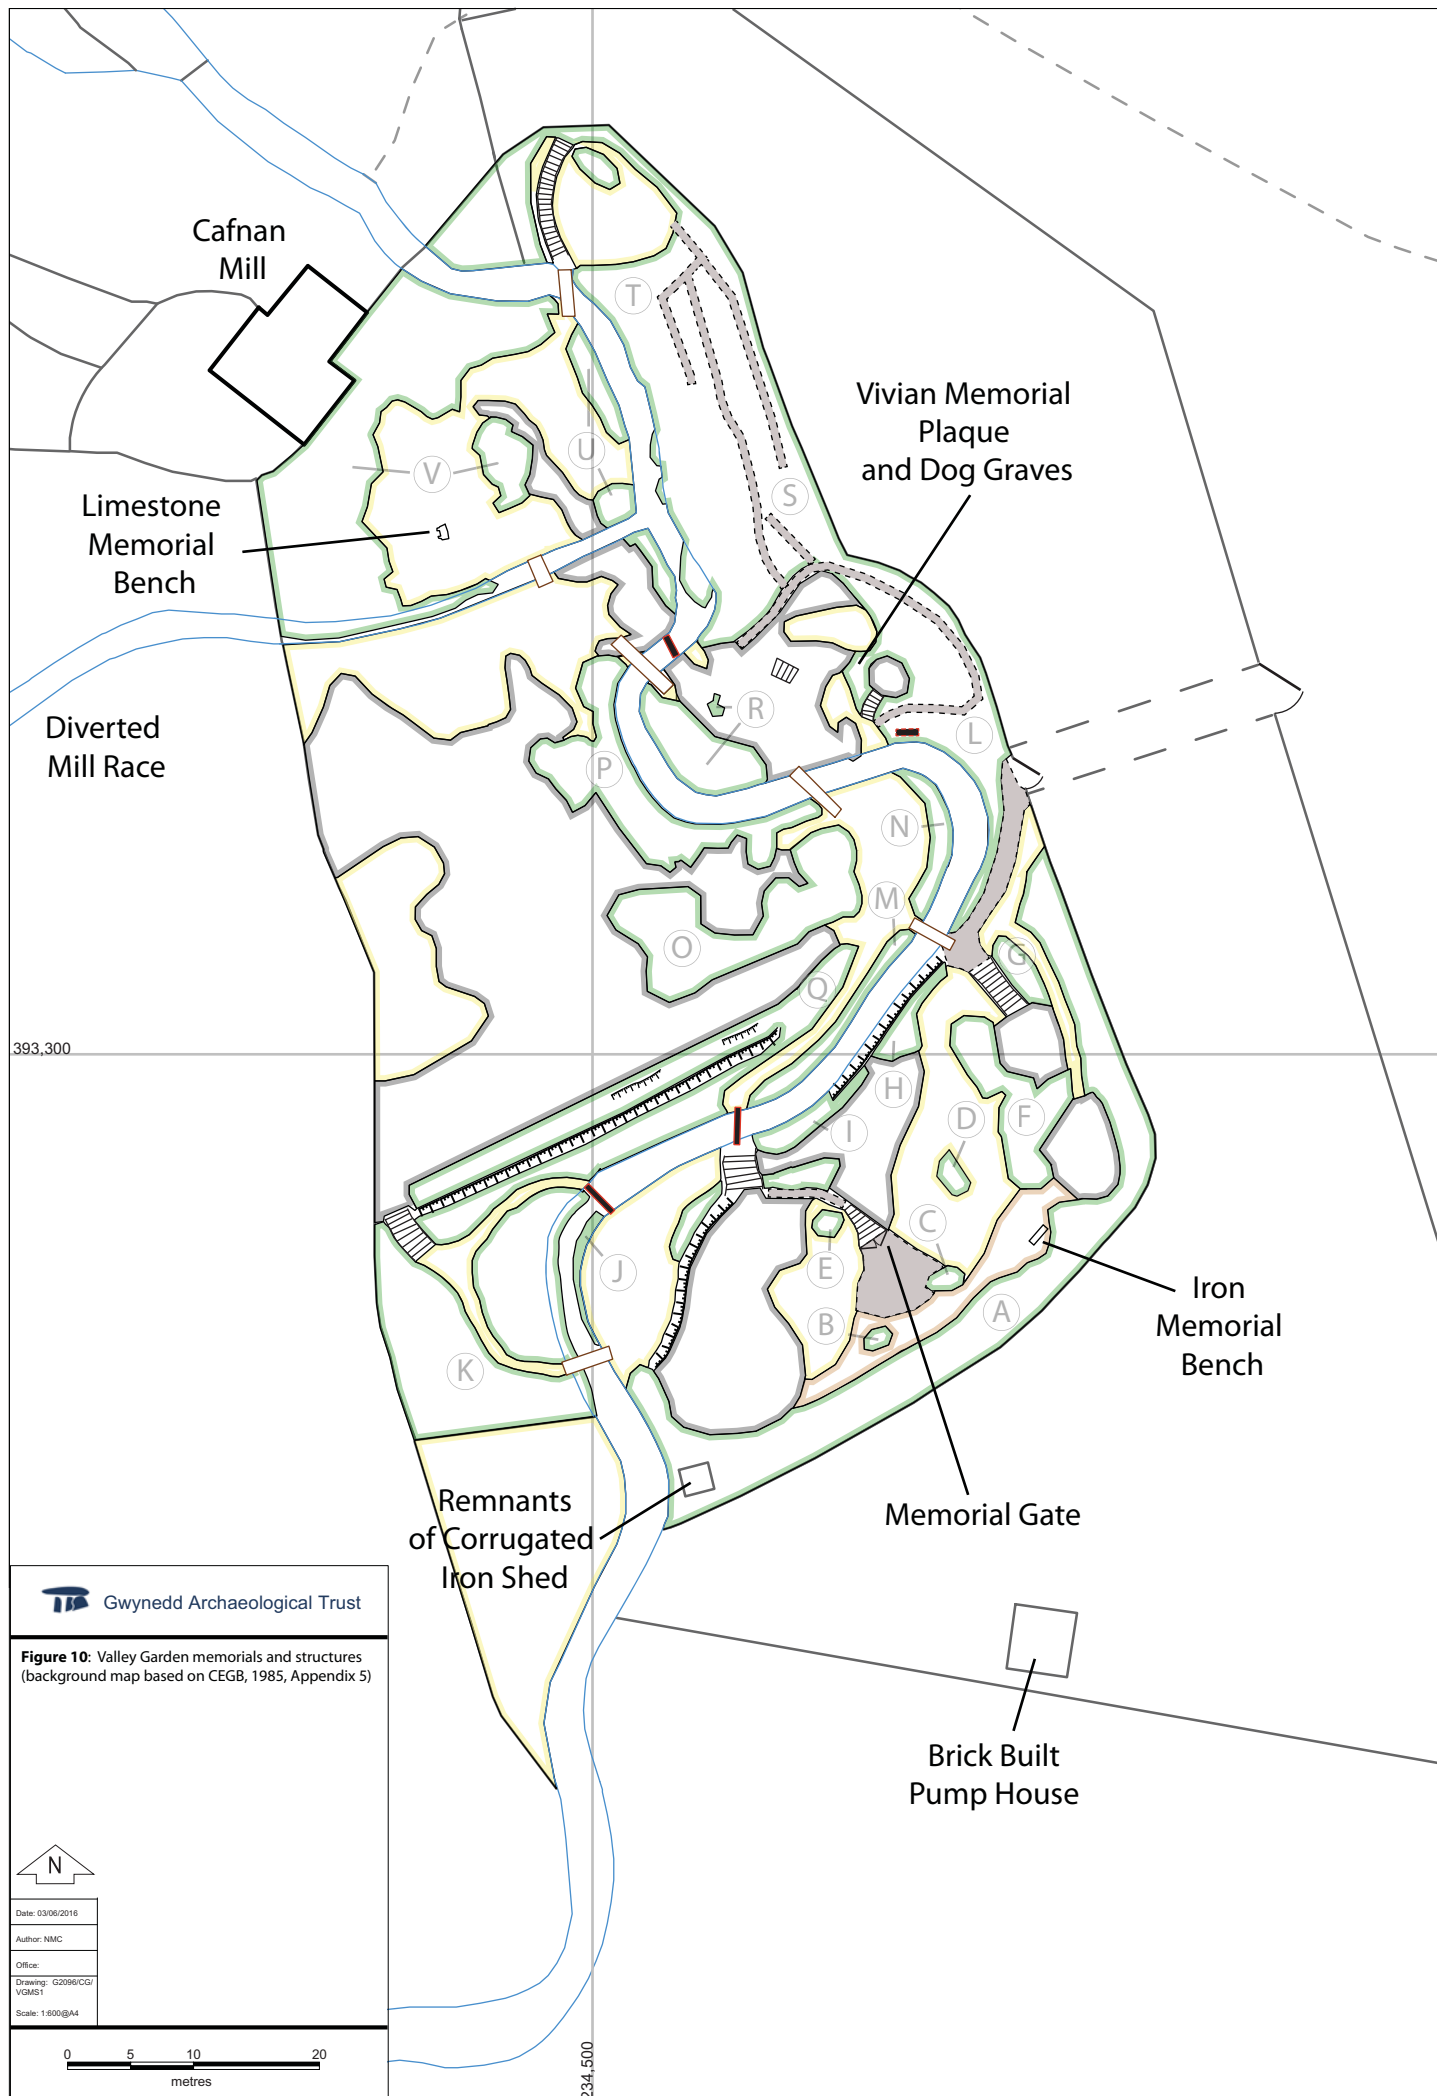 Cafnan
Mill
T
Vivian Memorial
Plaque
and Dog Graves
U
V
S
Limestone
Memorial
Bench
R
L
Diverted
Mill Race
P
N
M
O
G
Q
393,300
H
D
F
I
C
E
J
A
B
Iron
Memorial
Bench
K
Remnants
of Corrugated
Iron Shed
Memorial Gate
Brick Built
Pump House
Gwynedd Archaeological Trust
Figure 10: Valley Garden memorials and structures
(background map based on CEGB, 1985, Appendix 5)
N
Date: 03/06/2016
Author: NMC
Office:
Drawing: G2096/CG/
VGMS1
Scale: 1:600@A4
0 5 10 20
metres
234,500